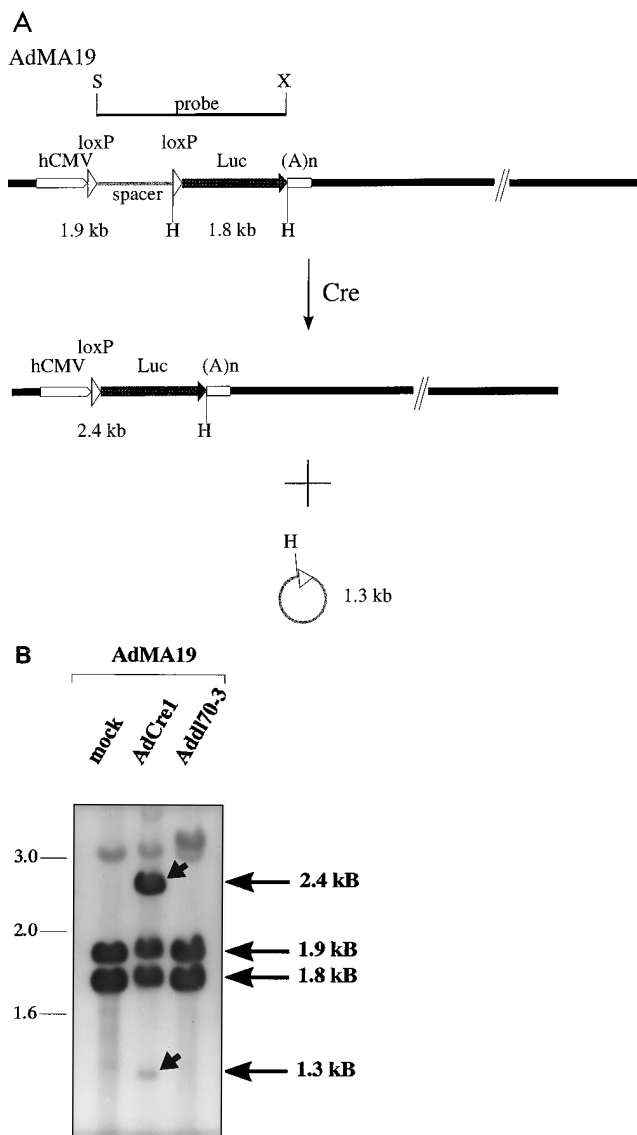 A
AdMA19
S X
probe
loxP loxP
hCMV Luc (A)n
spacer
1.9 kb H 1.8 kb H
Cre
loxP
hCMV Luc (A)n
2.4 kb H
H
1.3 kb
B AdMA19
mock AdCre1 Addl70-3
3.0
2.4 kB
2.0
1.9 kB
1.8 kB
1.6
1.3 kB